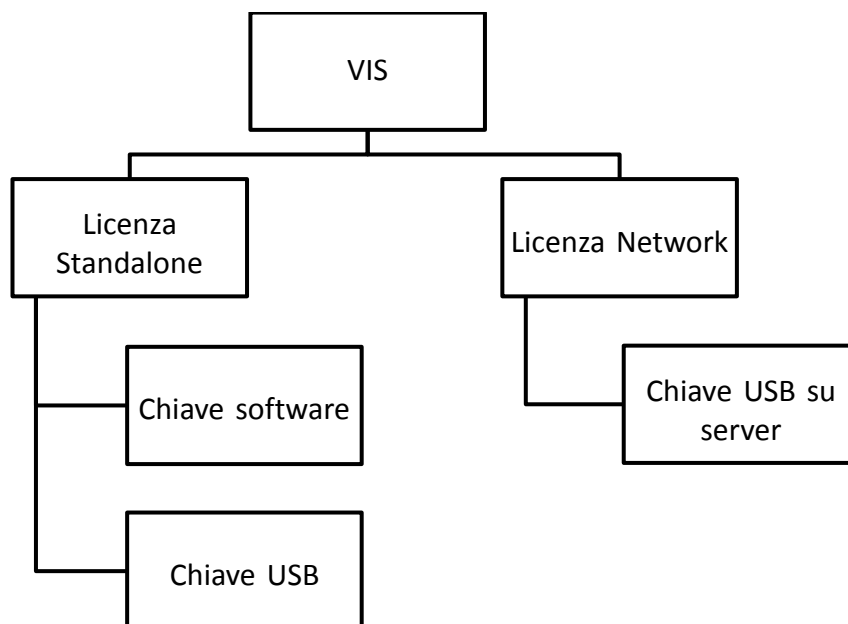 VIS
Licenza
Standalone
Licenza Network
Chiave software
Chiave USB su
server
Chiave USB